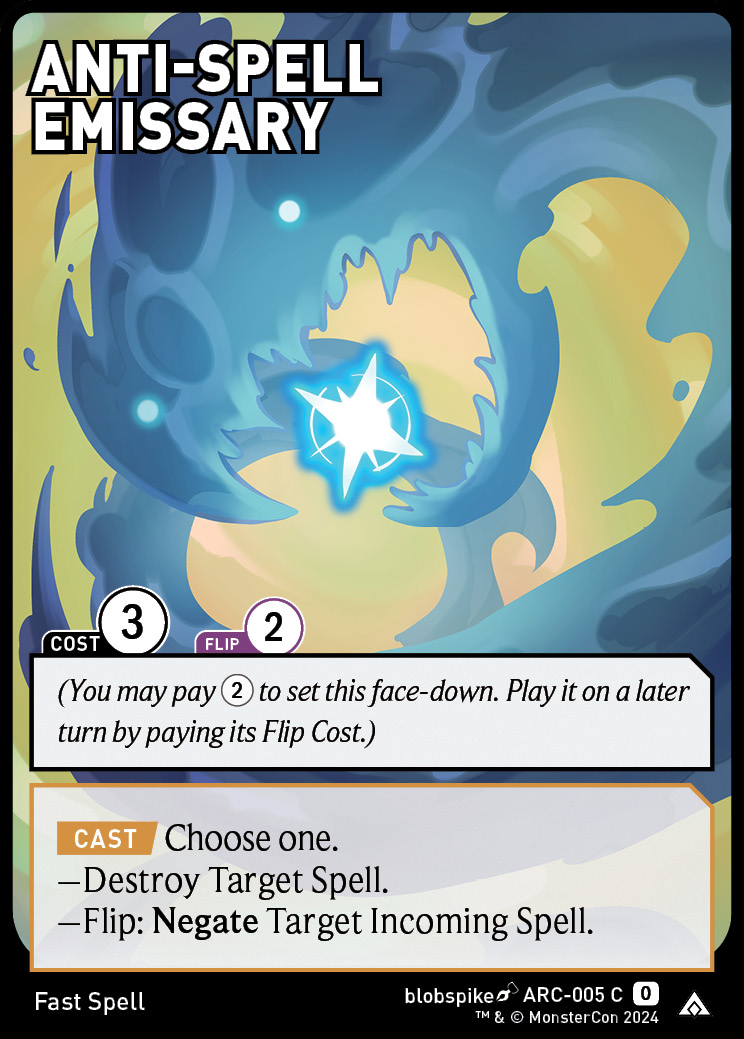 ANTI-SPELL
EMISSARY
COST 3 FLIP 2
(You may pay 2 to set this face-down. Play it on a later
turn by paying its Flip Cost.)
CAST Choose one.
—Destroy Target Spell.
—Flip: Negate Target Incoming Spell.
Fast Spell
blobspike ARC-005 C 0
™ & © MonsterCon 2024